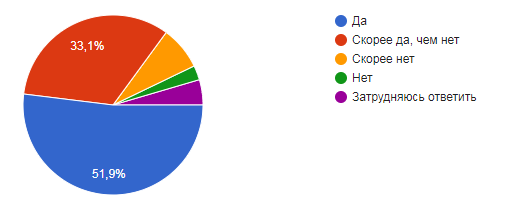 33,1%
51,9%
Да
Скорее да, чем нет
Скорее нет
Нет
Затрудняюсь ответить